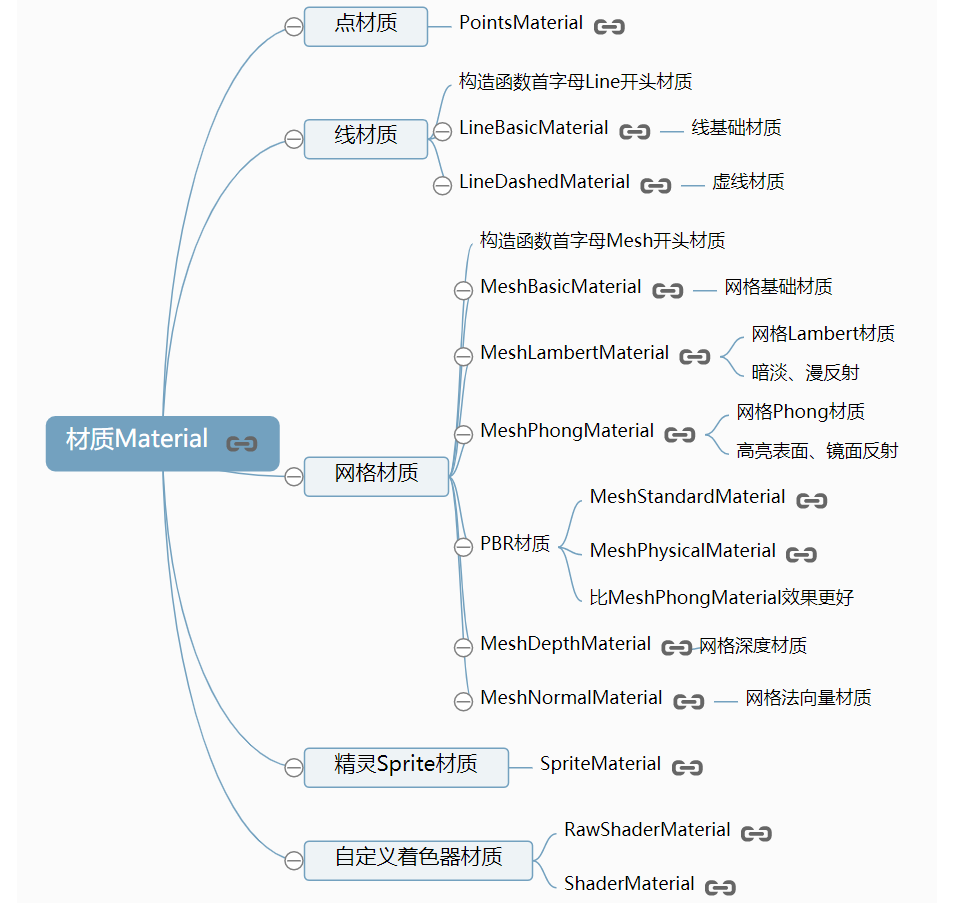 点材质
PointsMaterial
线材质
构造函数首字母Line开头材质
LineBasicMaterial
线基础材质
LineDashedMaterial
虚线材质
材质Material
网格材质
构造函数首字母Mesh开头材质
MeshBasicMaterial
网格基础材质
MeshLambertMaterial
网格Lambert材质
暗淡、漫反射
MeshPhongMaterial
网格Phong材质
高亮表面、镜面反射
PBR材质
MeshStandardMaterial
MeshPhysicalMaterial
比MeshPhongMaterial效果更好
MeshDepthMaterial
网格深度材质
MeshNormalMaterial
网格法向量材质
精灵Sprite材质
SpriteMaterial
自定义着色器材质
RawShaderMaterial
ShaderMaterial